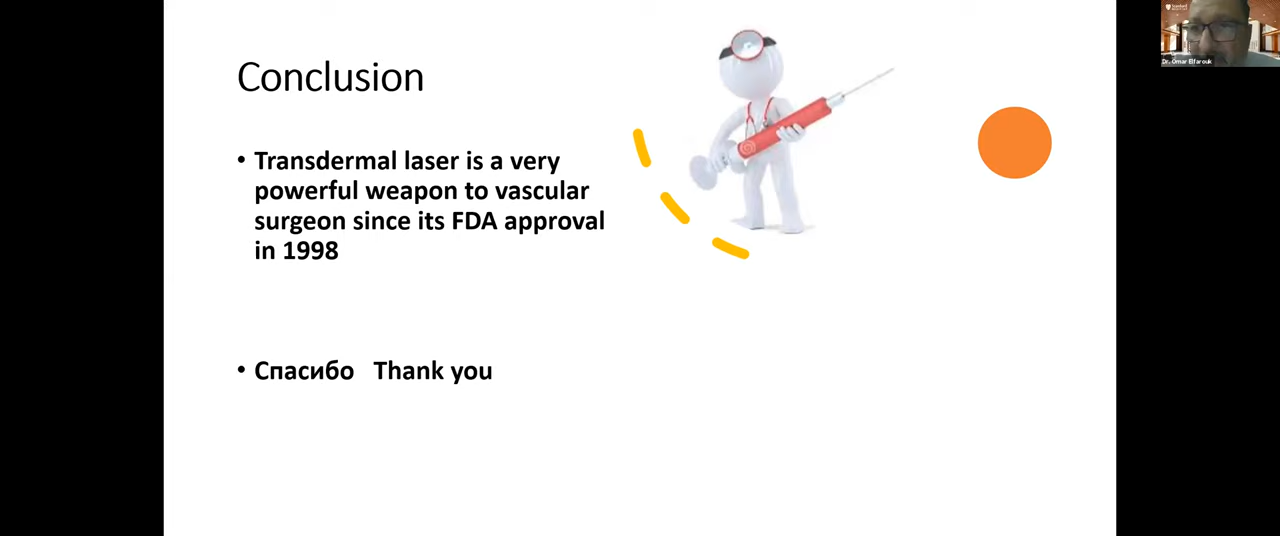 Conclusion
• Transdermal laser is a very
powerful weapon to vascular
surgeon since its FDA approval
in 1998
• Спасибо   Thank you
Dr. Omar Elfarouk